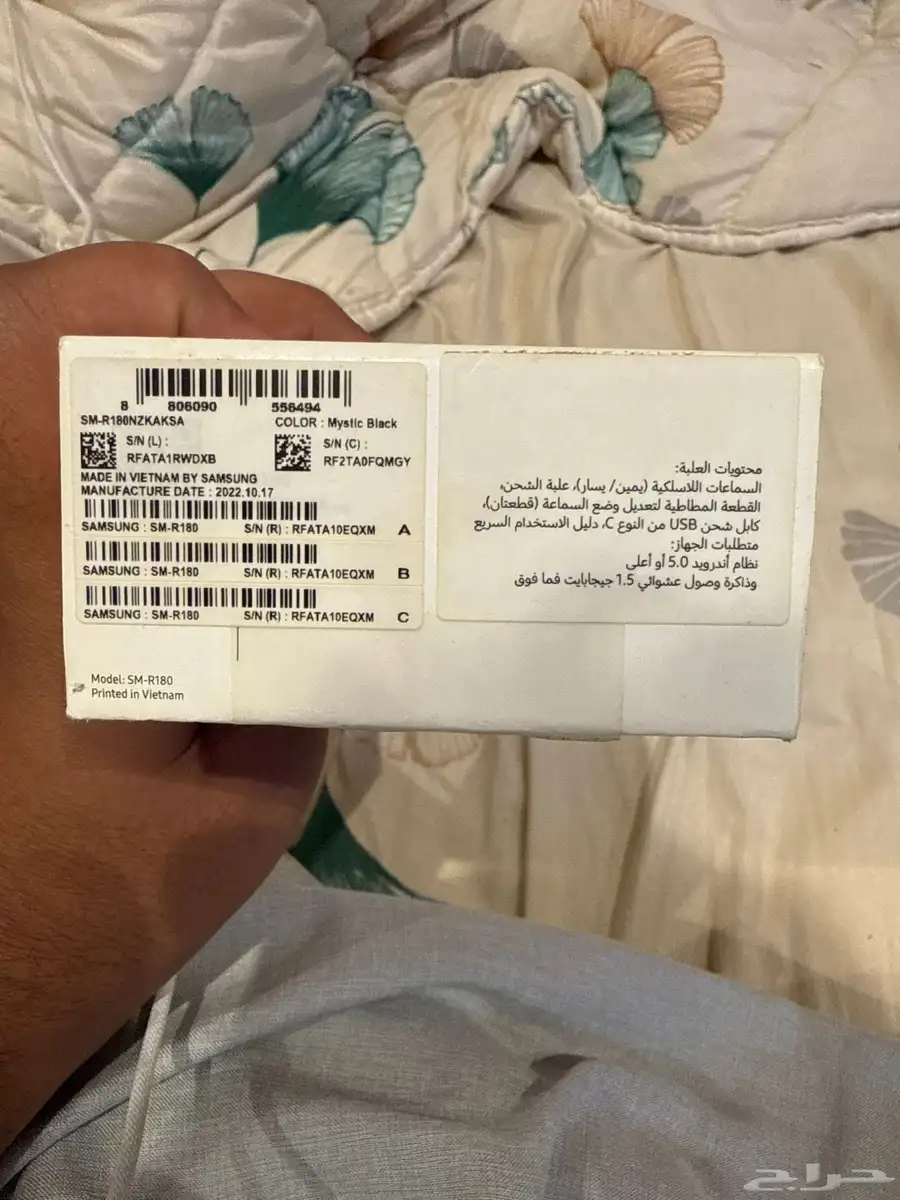 8 806090 556494
SM-R180NZKAKSA COLOR : Mystic Black
S/N (L) : RFATA1RWDXB
S/N (C) : RF2TA0FQMGY
MADE IN VIETNAM BY SAMSUNG
MANUFACTURE DATE : 2022.10.17
SAMSUNG : SM-R180 S/N (R) : RFATA10EQXM A
SAMSUNG : SM-R180 S/N (R) : RFATA10EQXM B
SAMSUNG : SM-R180 S/N (R) : RFATA10EQXM C
Model: SM-R180
Printed in Vietnam
محتويات العلبة:
السماعات اللاسلكية (يمين/ يسار)، علبة الشحن،
القطعة المطاطية لتعديل وضع السماعة (قطعتان)،
كابل شحن USB من النوع C، دليل الاستخدام السريع
متطلبات الجهاز:
نظام أندرويد 5.0 أو أعلى
وذاكرة وصول عشوائي 1.5 جيجابايت فما فوق
حراج